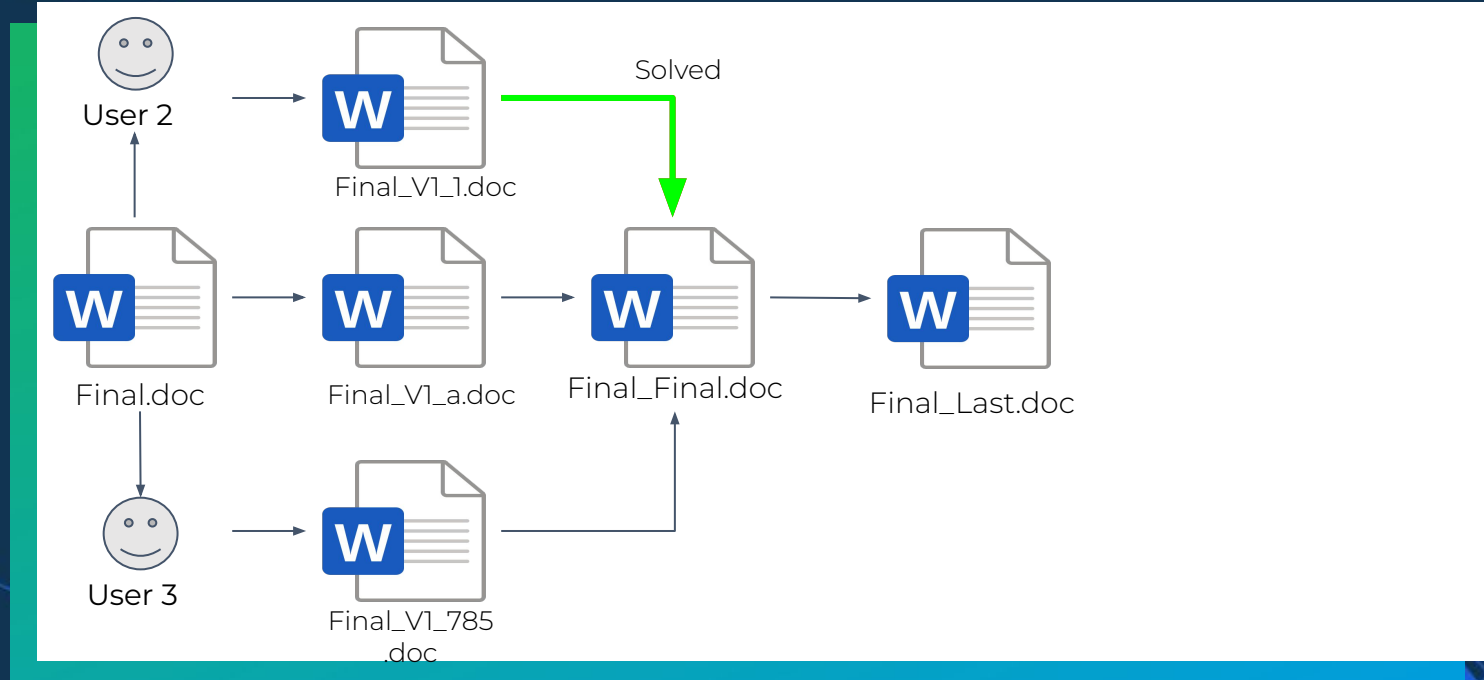 Solved
User 2
W
Final_V1_1.doc
W
W
W
W
Final.doc
Final_V1_a.doc
Final_Final.doc
Final_Last.doc
W
User 3
Final_V1_785
.doc